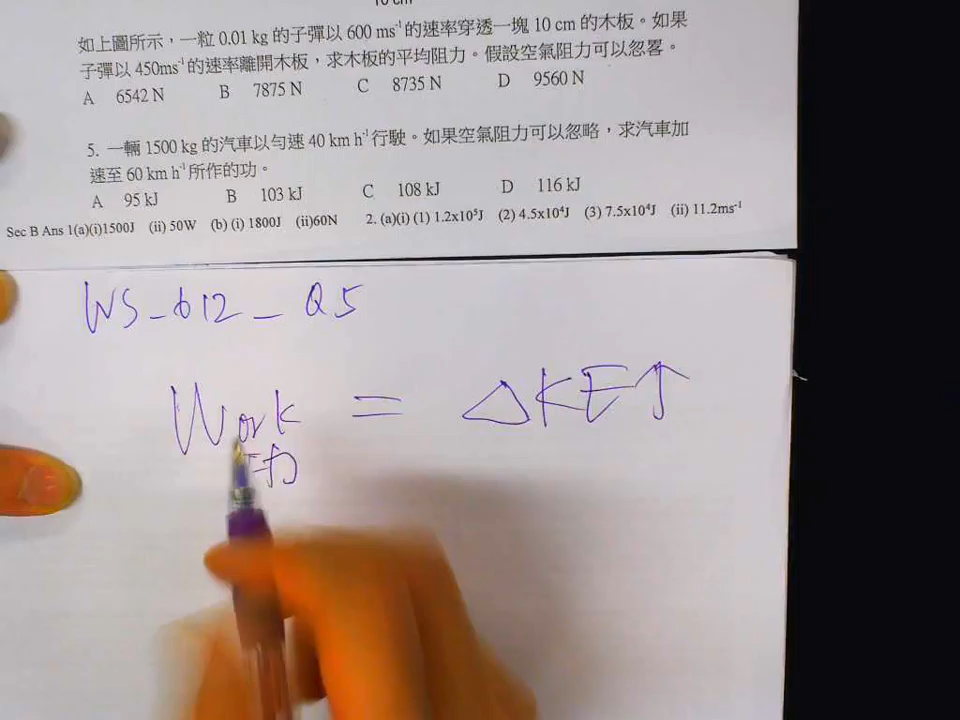 10 cm
如上圖所示，一粒 0.01 kg 的子彈以 600 ms⁻¹ 的速率穿透一塊 10 cm 的木板。如果
子彈以 450ms⁻¹ 的速率離開木板，求木板的平均阻力。假設空氣阻力可以忽畧。
A 6542 N B 7875 N C 8735 N D 9560 N
5. 一輛 1500 kg 的汽車以勻速 40 km h⁻¹ 行駛。如果空氣阻力可以忽略，求汽車加
速至 60 km h⁻¹ 所作的功。
A 95 kJ B 103 kJ C 108 kJ D 116 kJ
Sec B Ans 1(a)(i)1500J (ii) 50W (b) (i) 1800J (ii)60N 2. (a)(i) (1) 1.2x10⁵J (2) 4.5x10⁴J (3) 7.5x10⁴J (ii) 11.2ms⁻¹
WS_612_Q5
Work = ΔKE↑
功